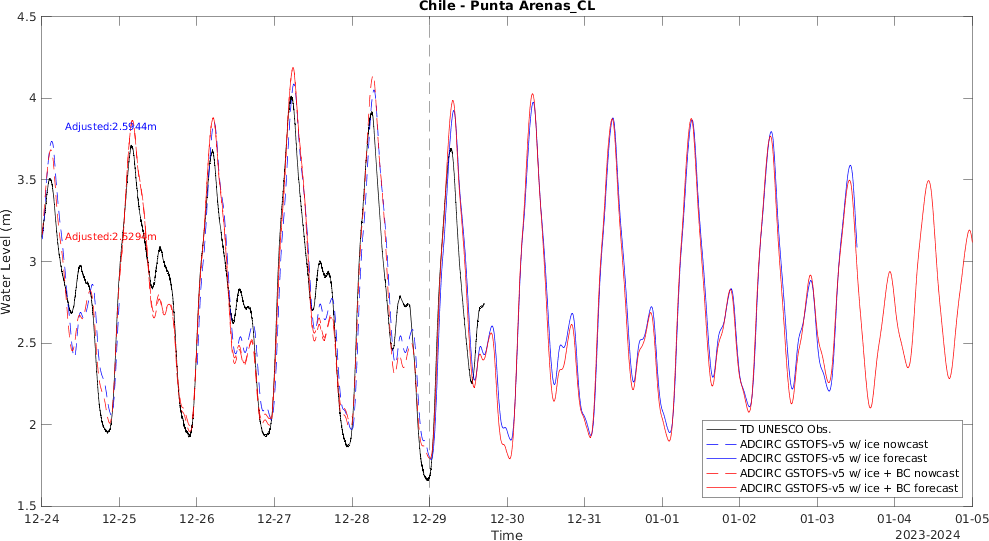 Chile - Punta Arenas_CL
4.5
4
3.5
3
2.5
2
1.5
Water Level (m)
Adjusted:2.5944m
Adjusted:2.5294m
TD UNESCO Obs.
ADCIRC GSTOFS-v5 w/ ice nowcast
ADCIRC GSTOFS-v5 w/ ice forecast
ADCIRC GSTOFS-v5 w/ ice + BC nowcast
ADCIRC GSTOFS-v5 w/ ice + BC forecast
12-24 12-25 12-26 12-27 12-28 12-29 12-30 12-31 01-01 01-02 01-03 01-04 01-05
Time
2023-2024